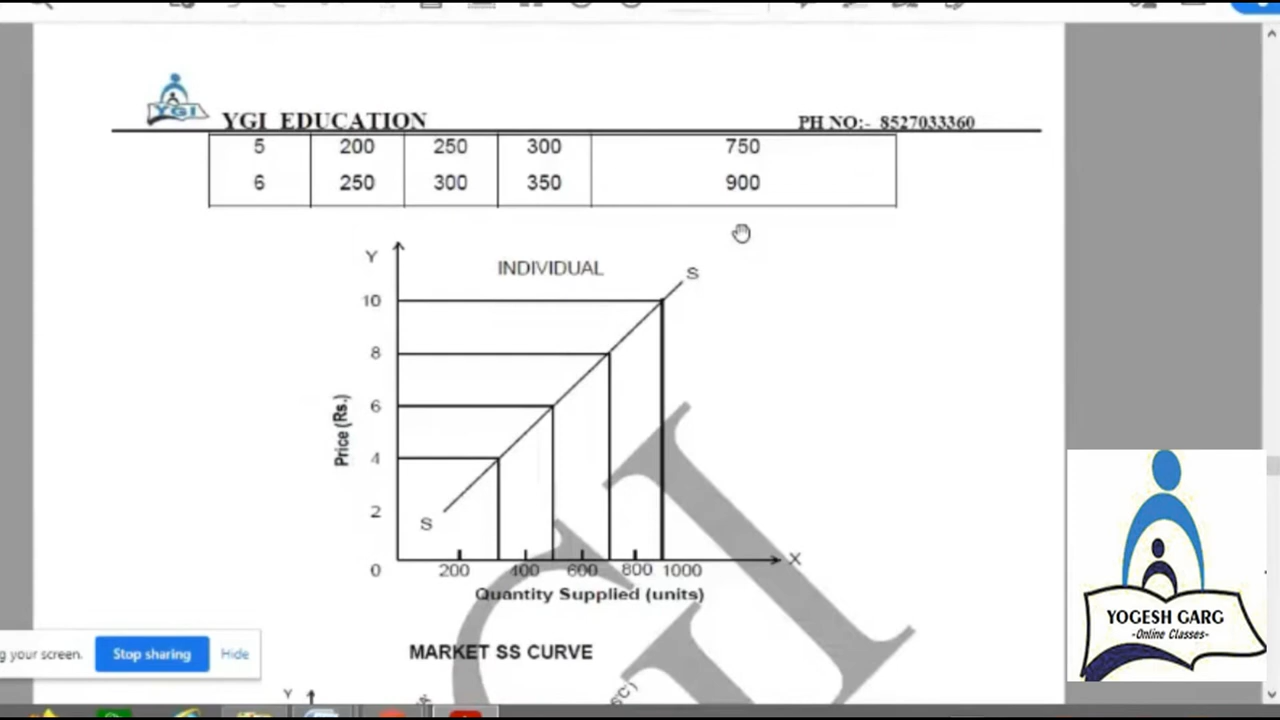 YGI
YGI EDUCATION PH NO:- 8527033360
5 200 250 300 750
6 250 300 350 900
Y
INDIVIDUAL
S
10
8
6
4
2
0
Price (Rs.)
S
200 400 600 800 1000
X
Quantity Supplied (units)
MARKET SS CURVE
Y
g your screen. Stop sharing Hide
YOGESH GARG
-Online Classes-